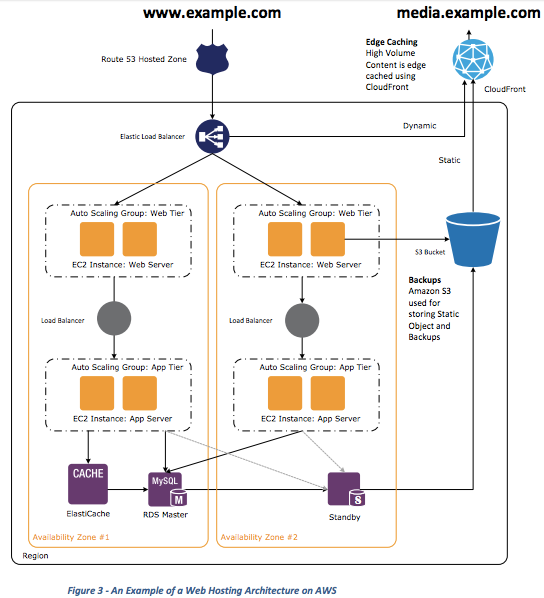 www.example.com
media.example.com
Route 53 Hosted Zone
Edge Caching
High Volume
Content is edge
cached using
CloudFront
CloudFront
Elastic Load Balancer
Dynamic
Static
Auto Scaling Group: Web Tier
EC2 Instance: Web Server
Auto Scaling Group: Web Tier
EC2 Instance: Web Server
S3 Bucket
Backups
Amazon S3
used for
storing Static
Object and
Backups
Load Balancer
Load Balancer
Auto Scaling Group: App Tier
EC2 Instance: App Server
Auto Scaling Group: App Tier
EC2 Instance: App Server
CACHE
ElastiCache
MySQL
M
RDS Master
S
Standby
Availability Zone #1
Availability Zone #2
Region
Figure 3 - An Example of a Web Hosting Architecture on AWS